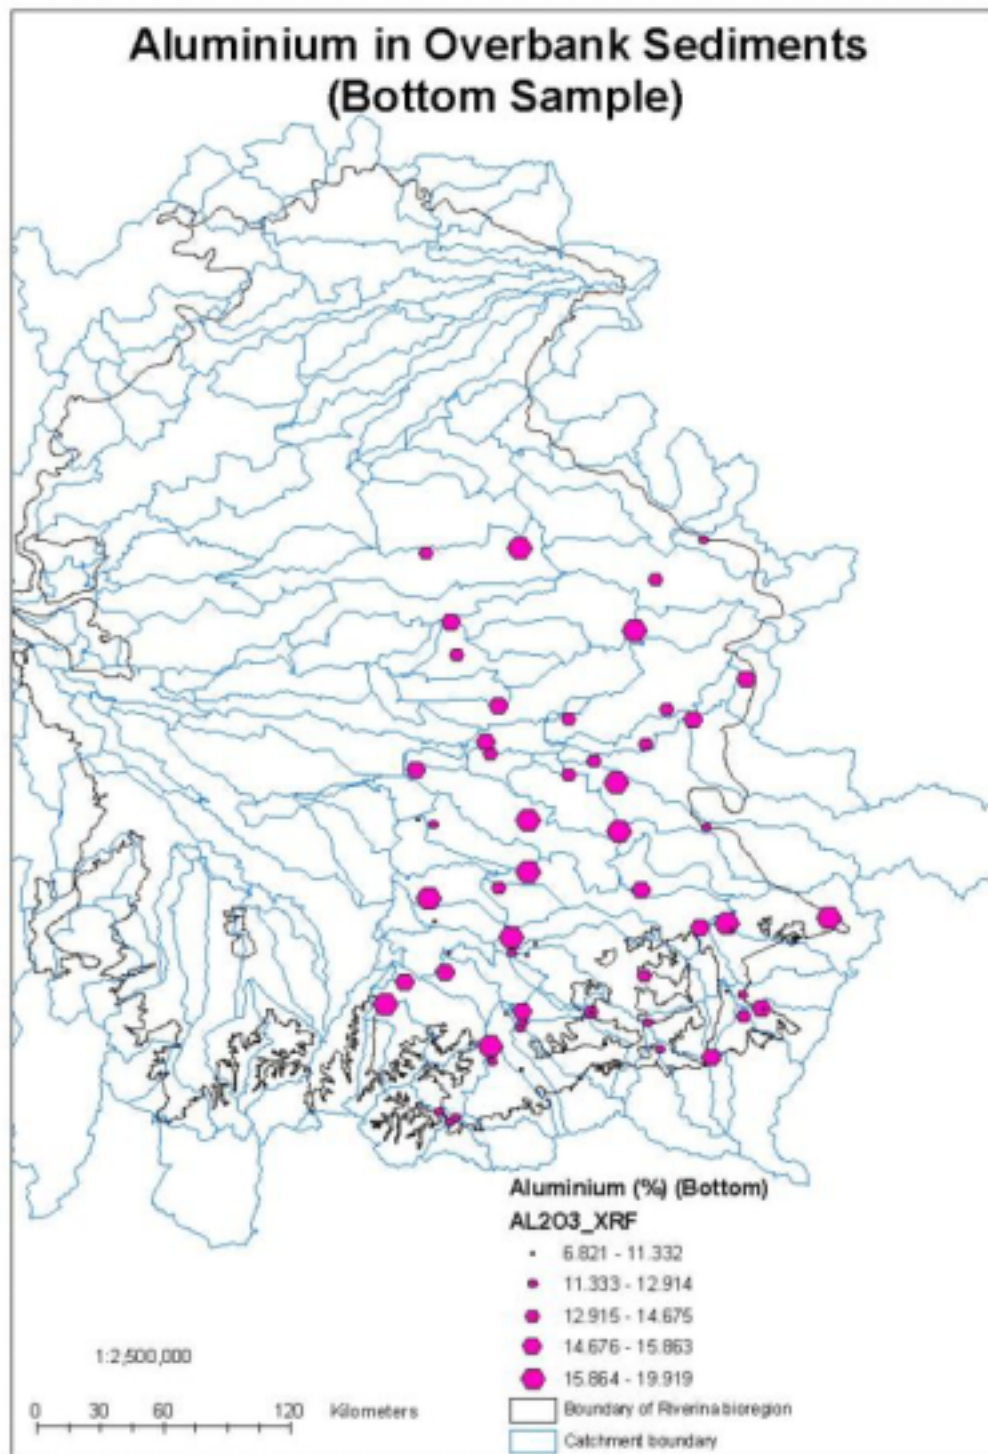 Aluminium in Overbank Sediments
(Bottom Sample)
Aluminium (%) (Bottom)
AL2O3_XRF
6.821 - 11.332
11.333 - 12.914
12.915 - 14.675
14.676 - 15.863
15.864 - 19.919
Boundary of Riverina bioregion
Catchment boundary
1:2,500,000
0 30 60 120 Kilometers